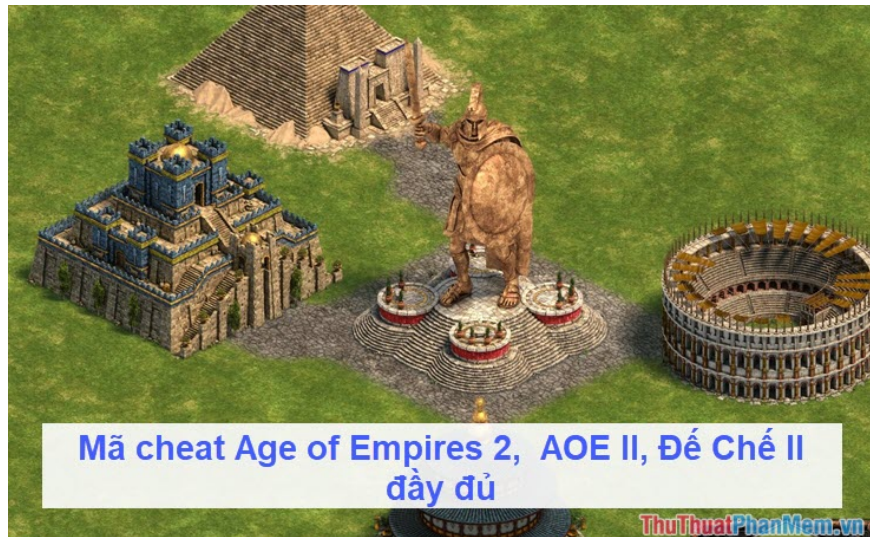 Mã cheat Age of Empires 2,  AOE II, Đế Chế II
đầy đủ
ThuThuatPhanMem.vn